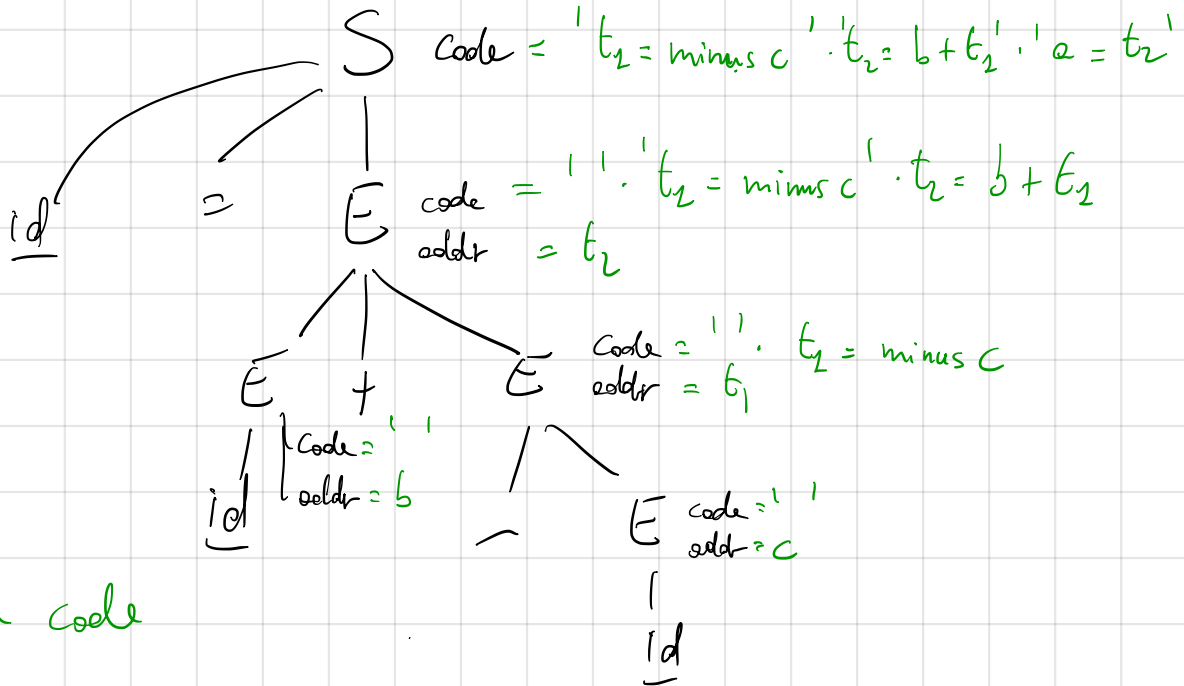 S code = 't₁ = minus c' · 't₂ = b + t₁' · 'a = t₂'
id = E code = '' · 't₁ = minus c' · t₂ = b + t₁
addr = t₂
E + E code = '' · t₁ = minus c
addr = t₁
code = ''
id addr = b
- E code = ''
addr = c
code
id